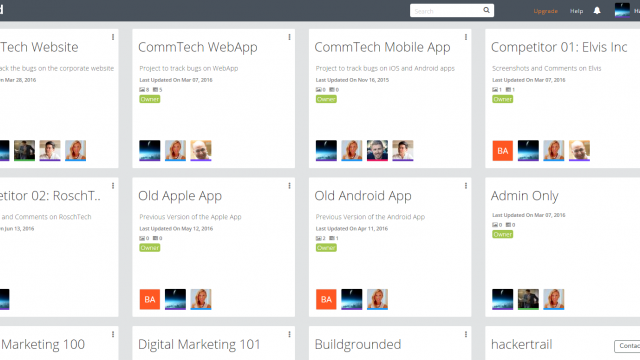 d
Search
Upgrade
Help
Tech Website
CommTech WebApp
CommTech Mobile App
Competitor 01: Elvis Inc
ack the bugs on the corporate website
Project to track bugs on WebApp
Project to track bugs on iOS and Android apps
Screenshots and Comments on Elvis
on Mar 28, 2016
Last Updated On Mar 07, 2016
Last Updated On Nov 16, 2015
Last Updated On Mar 07, 2016
8 5
0 0
1 1
Owner
Owner
Owner
BA
etitor 02: RoschT..
Old Apple App
Old Android App
Admin Only
and Comments on RoschTech
Previous Version of the Apple App
Previous Version of the Android App
Last Updated On Mar 07, 2016
on Jun 13, 2016
Last Updated On May 12, 2016
Last Updated On Apr 11, 2016
0 0
0 0
2 1
Owner
Owner
Owner
BA
BA
Marketing 100
Digital Marketing 101
Buildgrounded
hackertrail
Contac